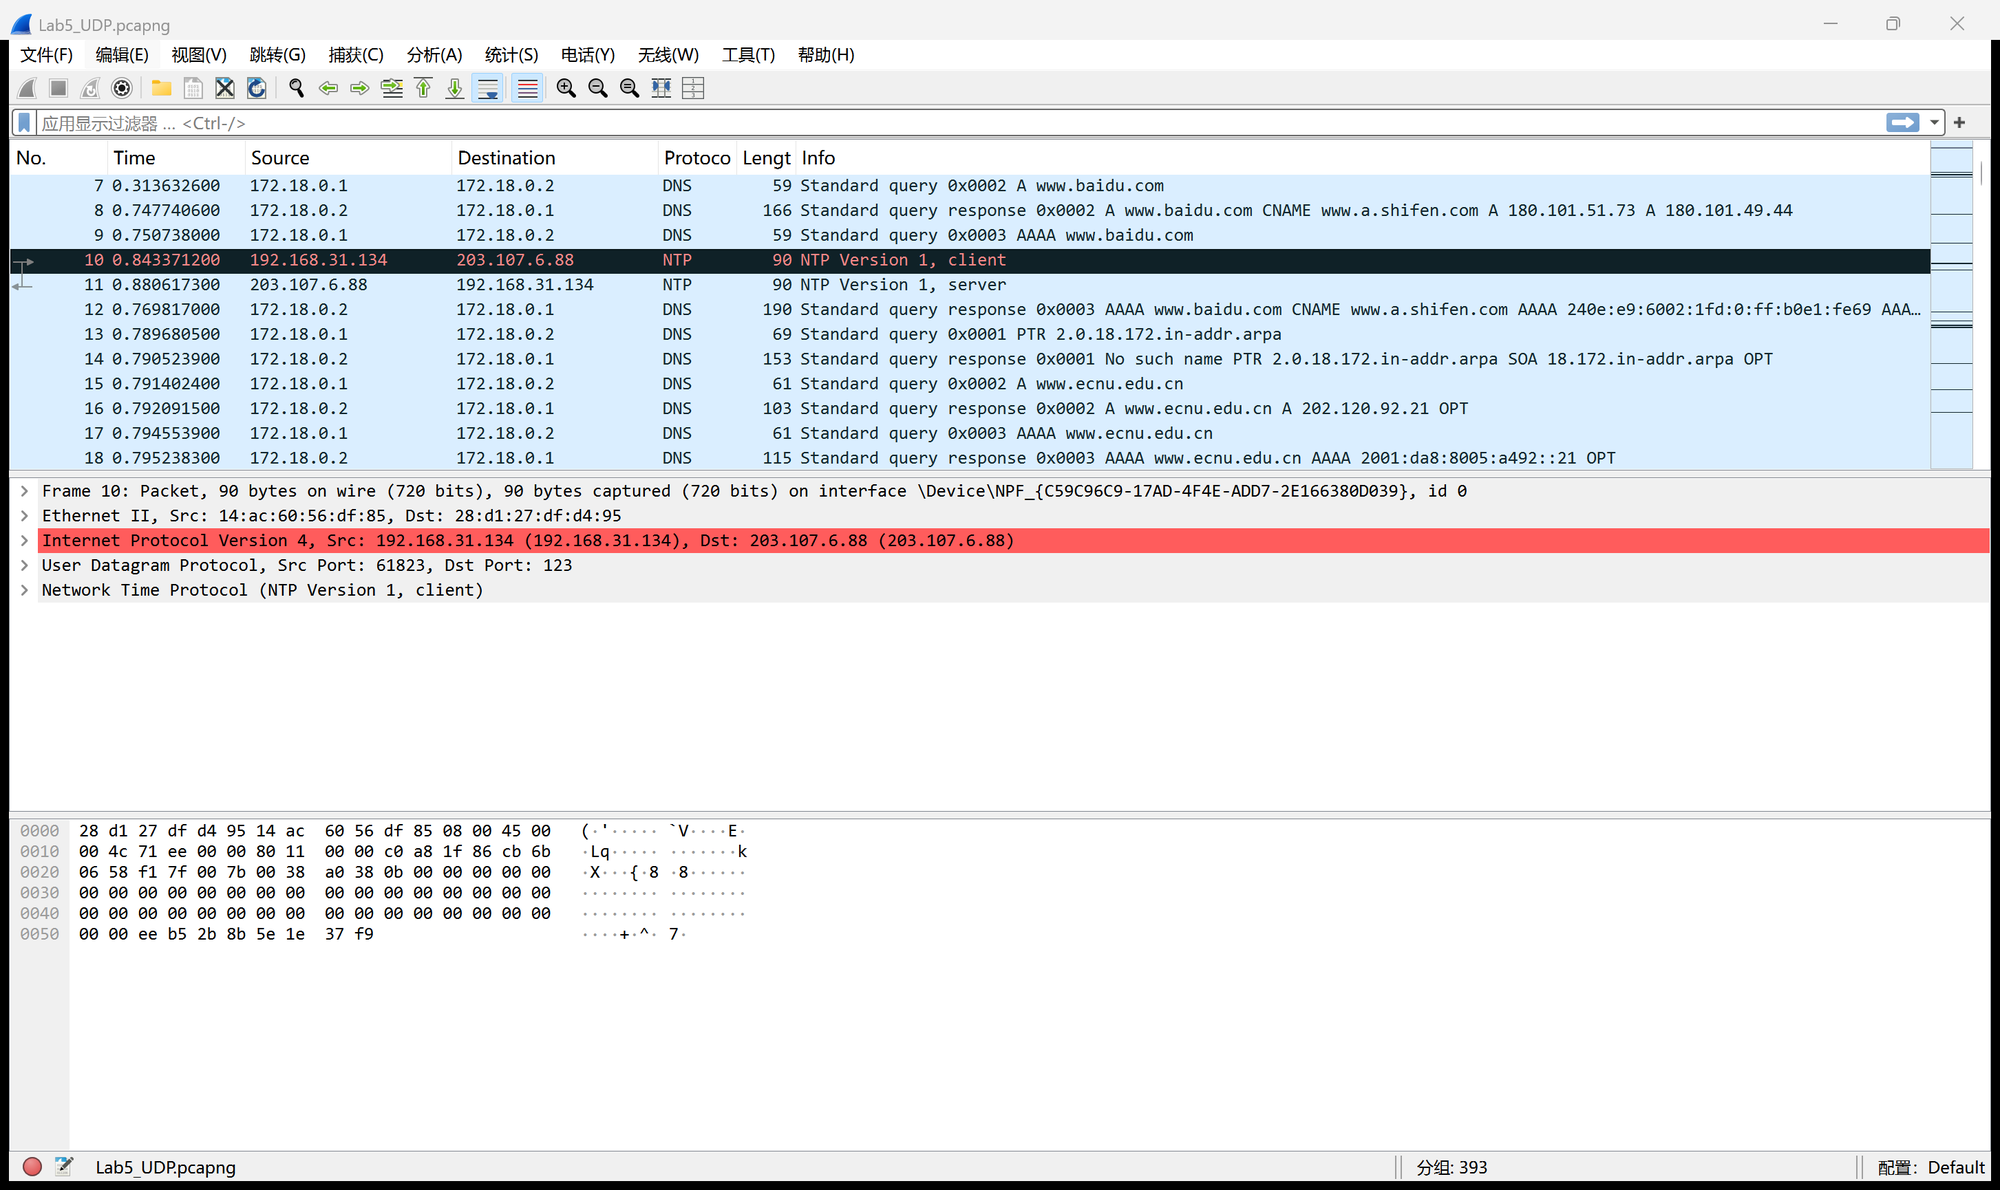 Lab5_UDP.pcapng
文件(F) 编辑(E) 视图(V) 跳转(G) 捕获(C) 分析(A) 统计(S) 电话(Y) 无线(W) 工具(T) 帮助(H)
应用显示过滤器 … <Ctrl-/>
No. Time Source Destination Protoco Lengt Info
7 0.313632600 172.18.0.1 172.18.0.2 DNS 59 Standard query 0x0002 A www.baidu.com
8 0.747740600 172.18.0.2 172.18.0.1 DNS 166 Standard query response 0x0002 A www.baidu.com CNAME www.a.shifen.com A 180.101.51.73 A 180.101.49.44
9 0.750738000 172.18.0.1 172.18.0.2 DNS 59 Standard query 0x0003 AAAA www.baidu.com
10 0.843371200 192.168.31.134 203.107.6.88 NTP 90 NTP Version 1, client
11 0.880617300 203.107.6.88 192.168.31.134 NTP 90 NTP Version 1, server
12 0.769817000 172.18.0.2 172.18.0.1 DNS 190 Standard query response 0x0003 AAAA www.baidu.com CNAME www.a.shifen.com AAAA 240e:e9:6002:1fd:0:ff:b0e1:fe69 AAA…
13 0.789680500 172.18.0.1 172.18.0.2 DNS 69 Standard query 0x0001 PTR 2.0.18.172.in-addr.arpa
14 0.790523900 172.18.0.2 172.18.0.1 DNS 153 Standard query response 0x0001 No such name PTR 2.0.18.172.in-addr.arpa SOA 18.172.in-addr.arpa OPT
15 0.791402400 172.18.0.1 172.18.0.2 DNS 61 Standard query 0x0002 A www.ecnu.edu.cn
16 0.792091500 172.18.0.2 172.18.0.1 DNS 103 Standard query response 0x0002 A www.ecnu.edu.cn A 202.120.92.21 OPT
17 0.794553900 172.18.0.1 172.18.0.2 DNS 61 Standard query 0x0003 AAAA www.ecnu.edu.cn
18 0.795238300 172.18.0.2 172.18.0.1 DNS 115 Standard query response 0x0003 AAAA www.ecnu.edu.cn AAAA 2001:da8:8005:a492::21 OPT
Frame 10: Packet, 90 bytes on wire (720 bits), 90 bytes captured (720 bits) on interface \Device\NPF_{C59C96C9-17AD-4F4E-ADD7-2E166380D039}, id 0
Ethernet II, Src: 14:ac:60:56:df:85, Dst: 28:d1:27:df:d4:95
Internet Protocol Version 4, Src: 192.168.31.134 (192.168.31.134), Dst: 203.107.6.88 (203.107.6.88)
User Datagram Protocol, Src Port: 61823, Dst Port: 123
Network Time Protocol (NTP Version 1, client)
0000 28 d1 27 df d4 95 14 ac 60 56 df 85 08 00 45 00 (·'····· `V····E·
0010 00 4c 71 ee 00 00 80 11 00 00 c0 a8 1f 86 cb 6b ·Lq····· ·······k
0020 06 58 f1 7f 00 7b 00 38 a0 38 0b 00 00 00 00 00 ·X···{·8 ·8······
0030 00 00 00 00 00 00 00 00 00 00 00 00 00 00 00 00 ········ ········
0040 00 00 00 00 00 00 00 00 00 00 00 00 00 00 00 00 ········ ········
0050 00 00 ee b5 2b 8b 5e 1e 37 f9 ····+·^· 7·
Lab5_UDP.pcapng 分组: 393 配置: Default